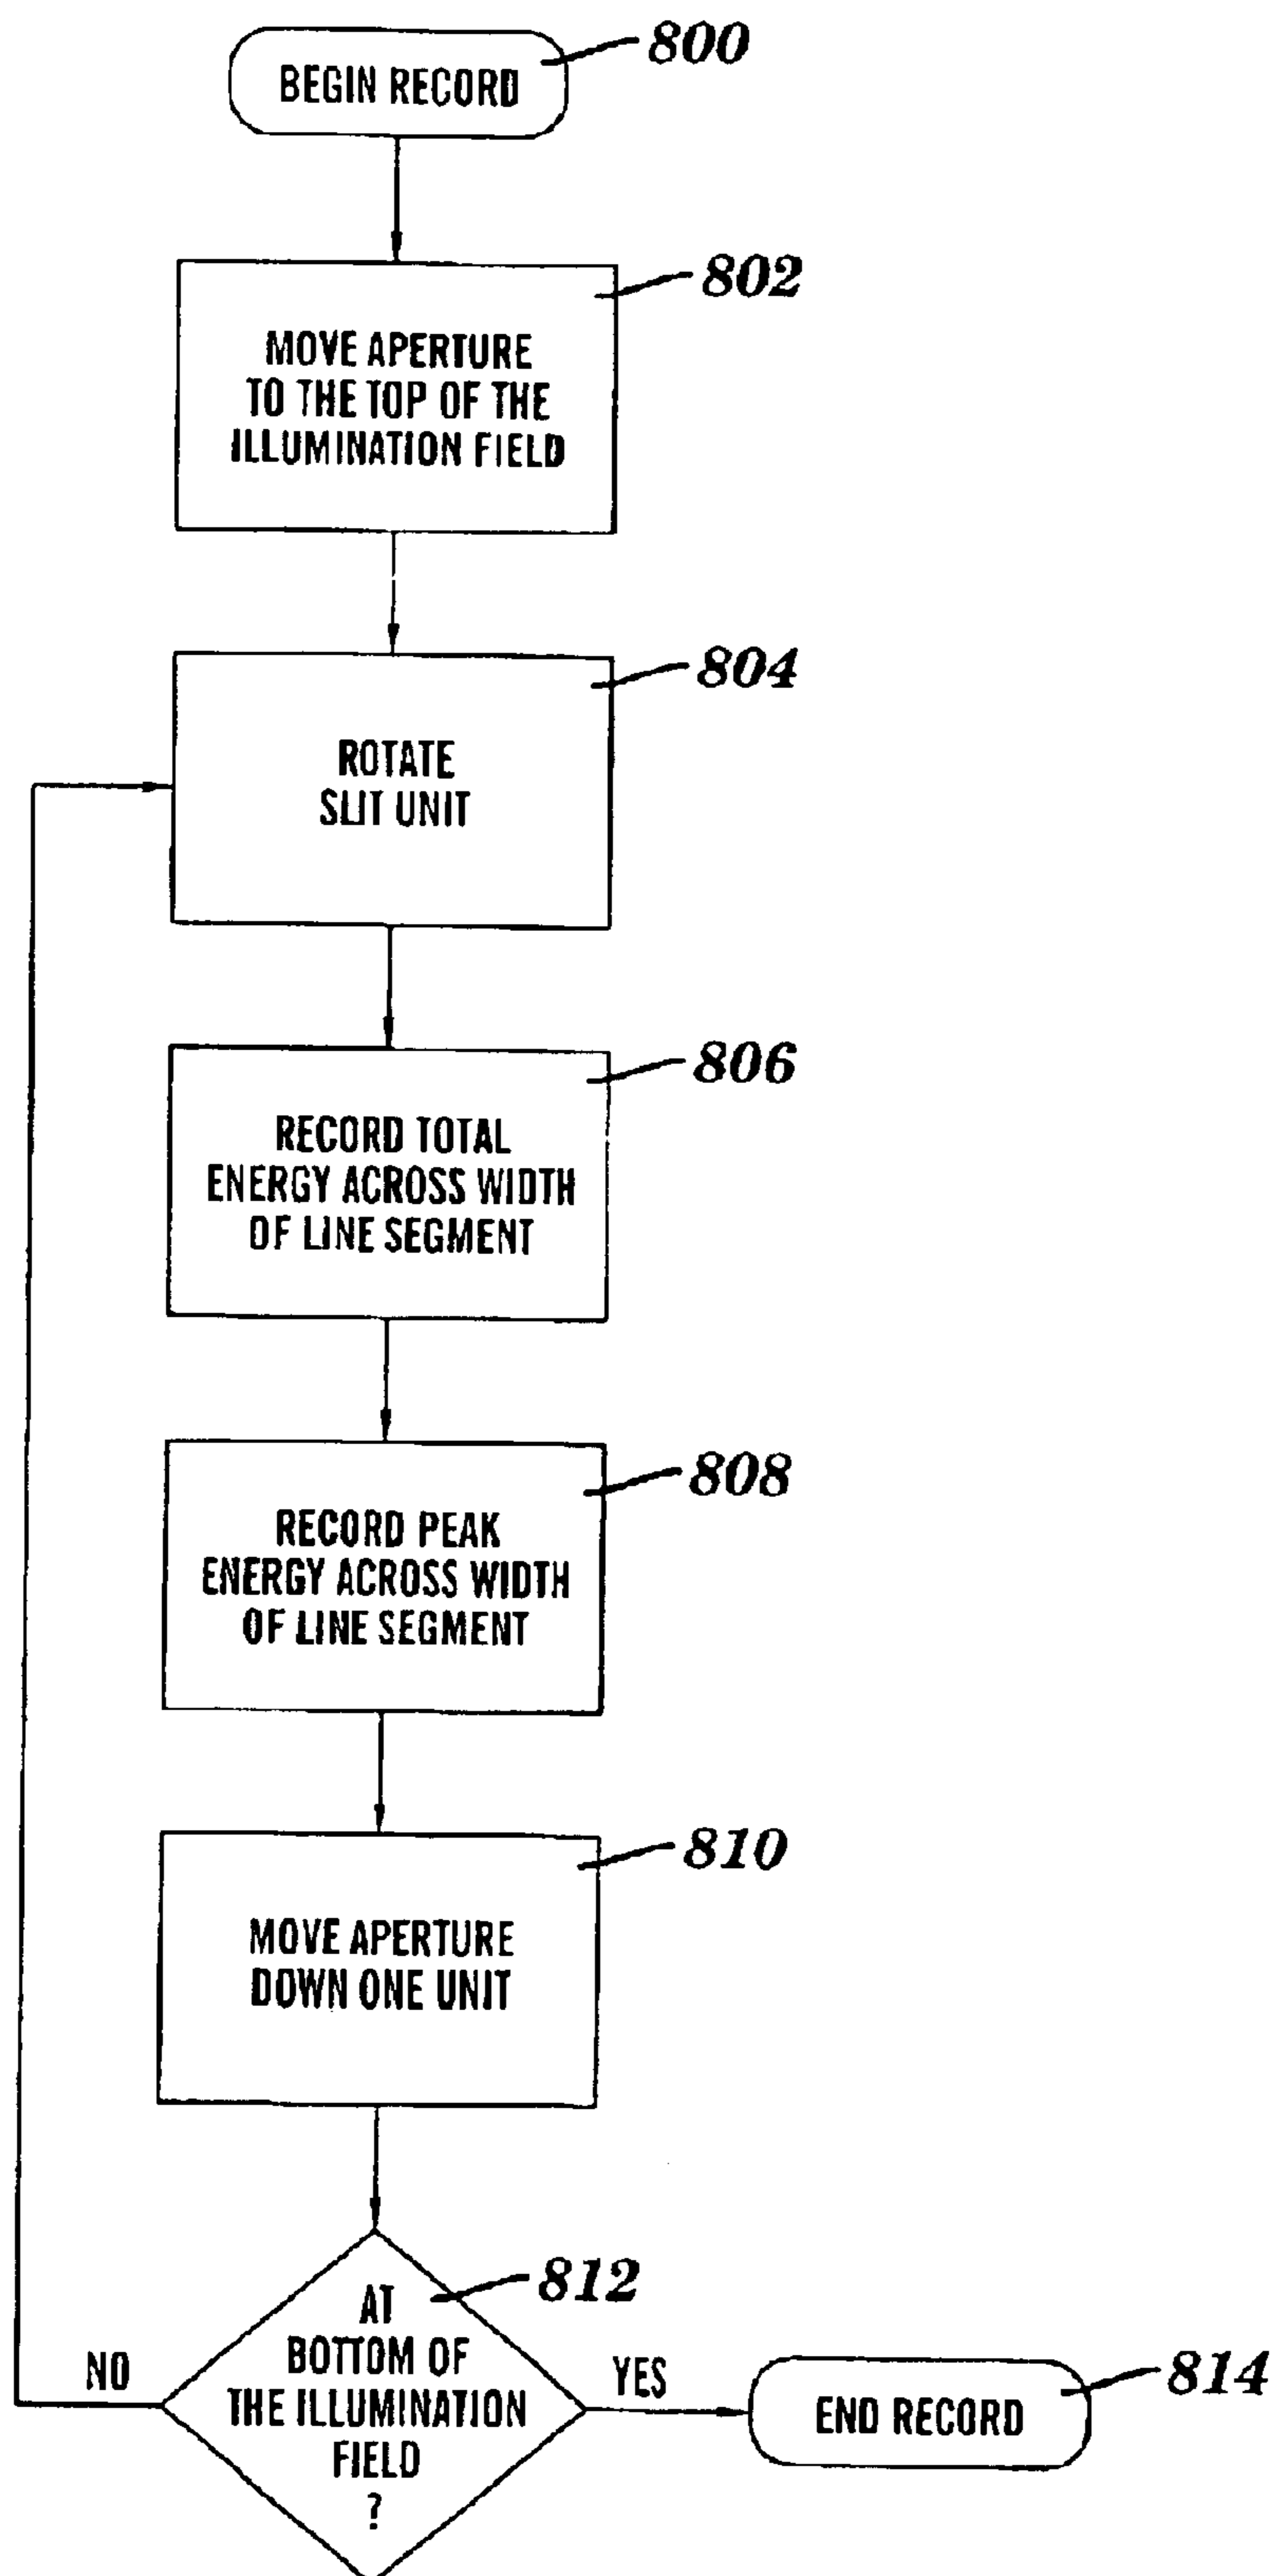 800
BEGIN RECORD
802
MOVE APERTURE
TO THE TOP OF THE
ILLUMINATION FIELD
804
ROTATE
SLIT UNIT
806
RECORD TOTAL
ENERGY ACROSS WIDTH
OF LINE SEGMENT
808
RECORD PEAK
ENERGY ACROSS WIDTH
OF LINE SEGMENT
810
MOVE APERTURE
DOWN ONE UNIT
812
AT
BOTTOM OF
THE ILLUMINATION
FIELD
?
NO
YES
814
END RECORD